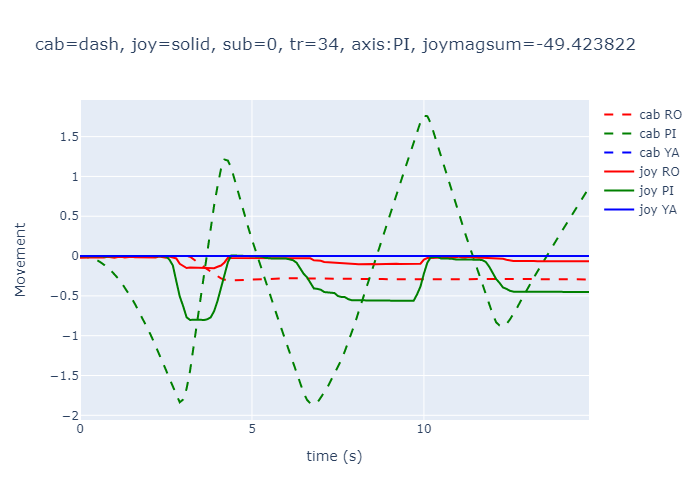 cab=dash, joy=solid, sub=0, tr=34, axis:PI, joymagsum=-49.423822
cab RO
cab PI
cab YA
joy RO
joy PI
joy YA
Movement
1.5
1
0.5
0
−0.5
−1
−1.5
−2
0
5
10
time (s)